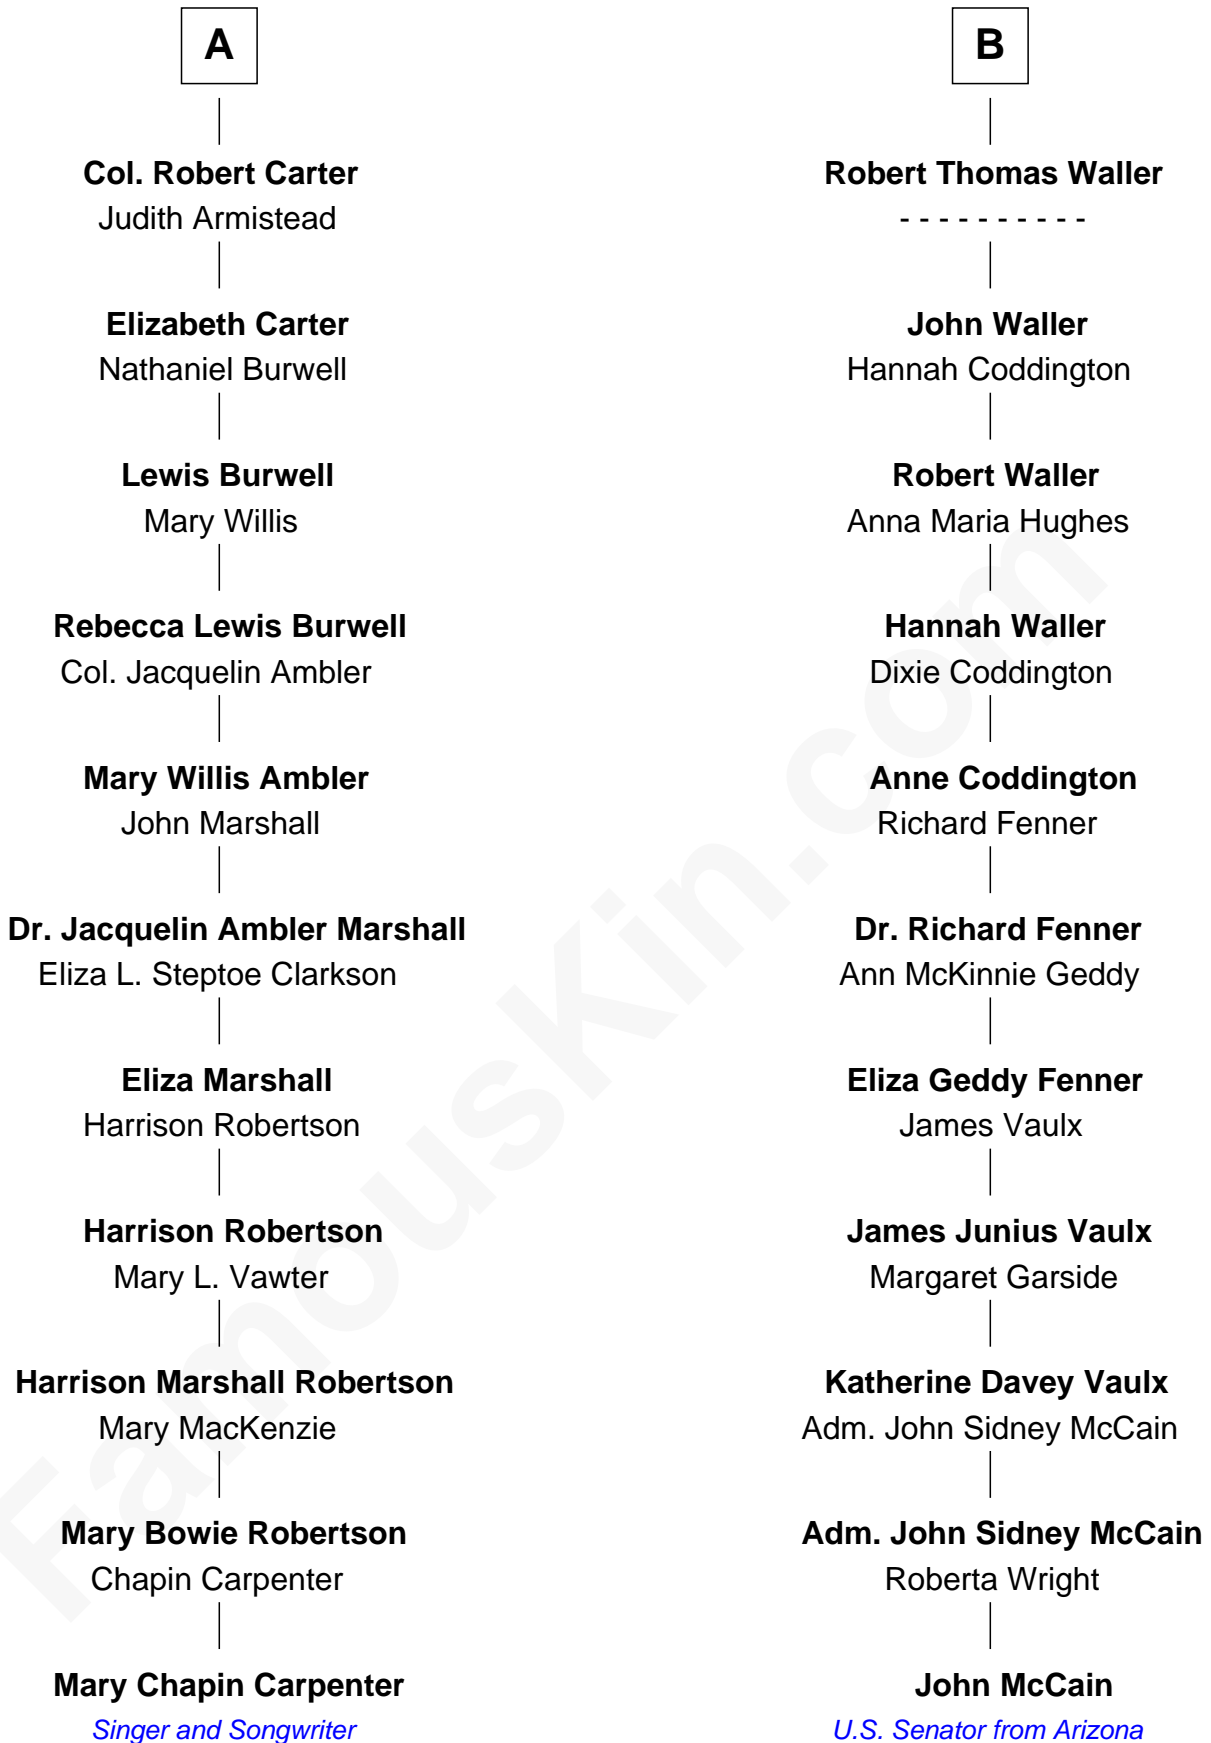 A
Col. Robert Carter
Judith Armistead
Elizabeth Carter
Nathaniel Burwell
Lewis Burwell
Mary Willis
Rebecca Lewis Burwell
Col. Jacquelin Ambler
Mary Willis Ambler
John Marshall
Dr. Jacquelin Ambler Marshall
Eliza L. Steptoe Clarkson
Eliza Marshall
Harrison Robertson
Harrison Robertson
Mary L. Vawter
Harrison Marshall Robertson
Mary MacKenzie
Mary Bowie Robertson
Chapin Carpenter
Mary Chapin Carpenter
Singer and Songwriter
B
Robert Thomas Waller
- - - - - - - - - -
John Waller
Hannah Coddington
Robert Waller
Anna Maria Hughes
Hannah Waller
Dixie Coddington
Anne Coddington
Richard Fenner
Dr. Richard Fenner
Ann McKinnie Geddy
Eliza Geddy Fenner
James Vaulx
James Junius Vaulx
Margaret Garside
Katherine Davey Vaulx
Adm. John Sidney McCain
Adm. John Sidney McCain
Roberta Wright
John McCain
U.S. Senator from Arizona
FamousKin.com